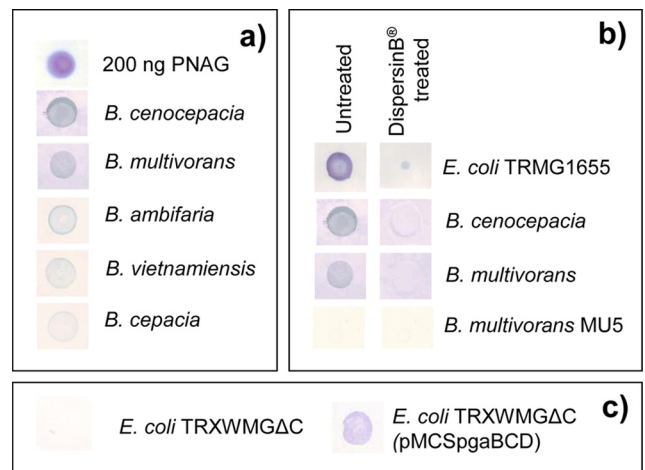 a)
200 ng PNAG
B. cenocepacia
B. multivorans
B. ambifaria
B. vietnamiensis
B. cepacia
b)
Untreated
DispersinB®
treated
E. coli TRMG1655
B. cenocepacia
B. multivorans
B. multivorans MU5
c)
E. coli TRXWMGΔC
E. coli TRXWMGΔC
(pMCSpgaBCD)